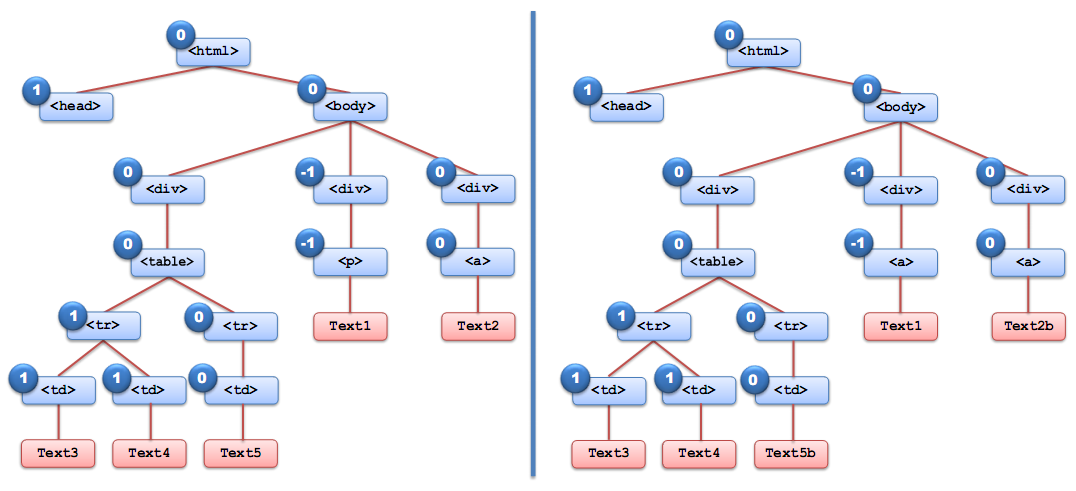 0 0
<html> <html>
1 0 1 0
<head> <body> <head> <body>
0 -1 0 0 -1 0
<div> <div> <div> <div> <div> <div>
0 -1 0 0 -1 0
<table> <p> <a> <table> <a> <a>
1 0 1 0
<tr> <tr> Text1 Text2 <tr> <tr> Text1 Text2b
1 1 0 1 1 0
<td> <td> <td> <td> <td> <td>
Text3 Text4 Text5 Text3 Text4 Text5b